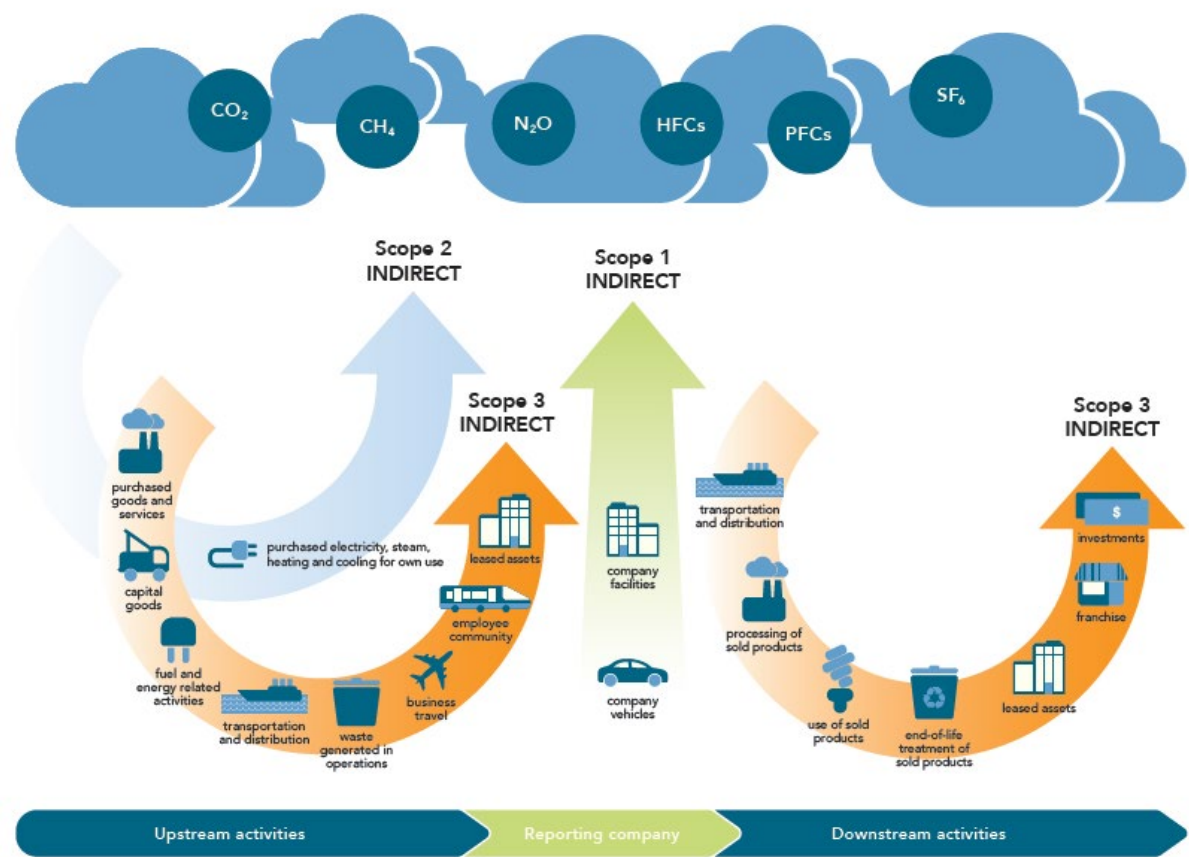 CO₂
CH₄
N₂O
HFCs
PFCs
SF₆
Scope 2
INDIRECT
Scope 1
INDIRECT
Scope 3
INDIRECT
Scope 3
INDIRECT
purchased
goods and
services
capital
goods
fuel and
energy related
activities
transportation
and distribution
waste
generated in
operations
business
travel
employee
community
leased assets
purchased electricity, steam,
heating and cooling for own use
company
facilities
company
vehicles
transportation
and distribution
processing of
sold products
use of sold
products
end-of-life
treatment of
sold products
leased assets
franchise
$
investments
Upstream activities
Reporting company
Downstream activities